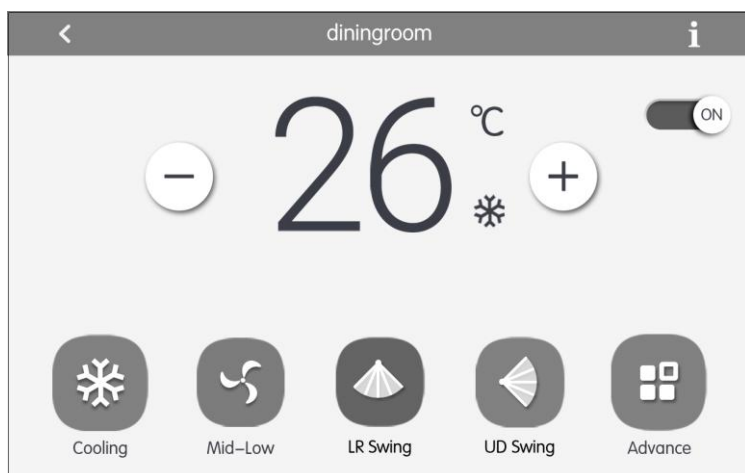 diningroom
i
26 °C
ON
− +
Cooling Mid-Low LR Swing UD Swing Advance